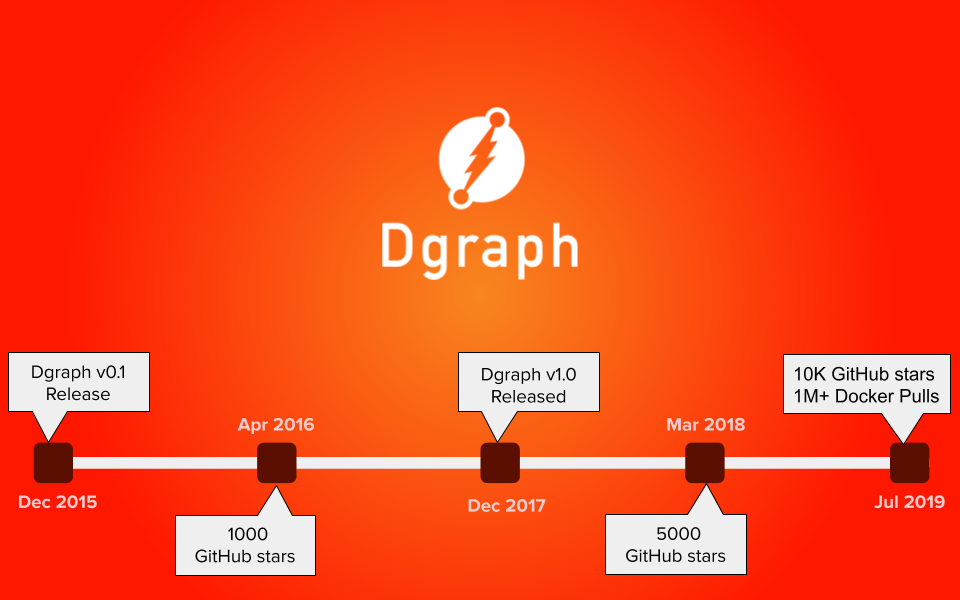 Dgraph
Dgraph v0.1
Release
Dec 2015
Apr 2016
1000
GitHub stars
Dgraph v1.0
Released
Dec 2017
Mar 2018
5000
GitHub stars
10K GitHub stars
1M+ Docker Pulls
Jul 2019